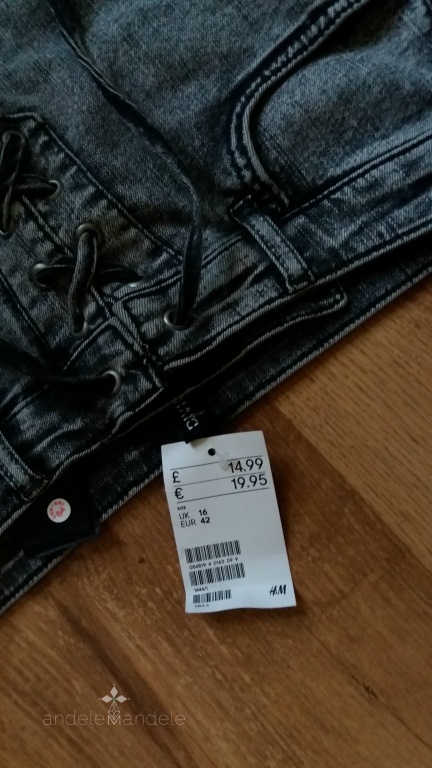 £ 14.99
€ 19.95
SIZE
UK 16
EUR 42
H&M
andeleMandele